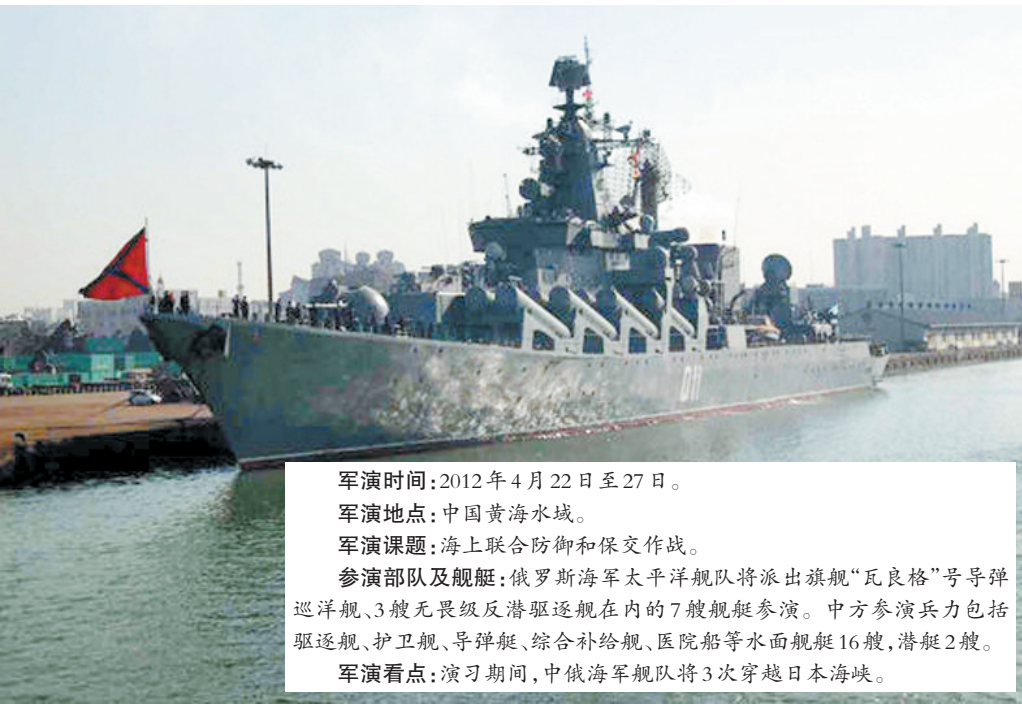 011
军演时间:2012年4月22日至27日。
军演地点:中国黄海水域。
军演课题:海上联合防御和保交作战。
参演部队及舰艇:俄罗斯海军太平洋舰队将派出旗舰“瓦良格”号导弹
巡洋舰、3艘无畏级反潜驱逐舰在内的7艘舰艇参演。中方参演兵力包括
驱逐舰、护卫舰、导弹艇、综合补给舰、医院船等水面舰艇16艘,潜艇2艘。
军演看点:演习期间,中俄海军舰队将3次穿越日本海峡。